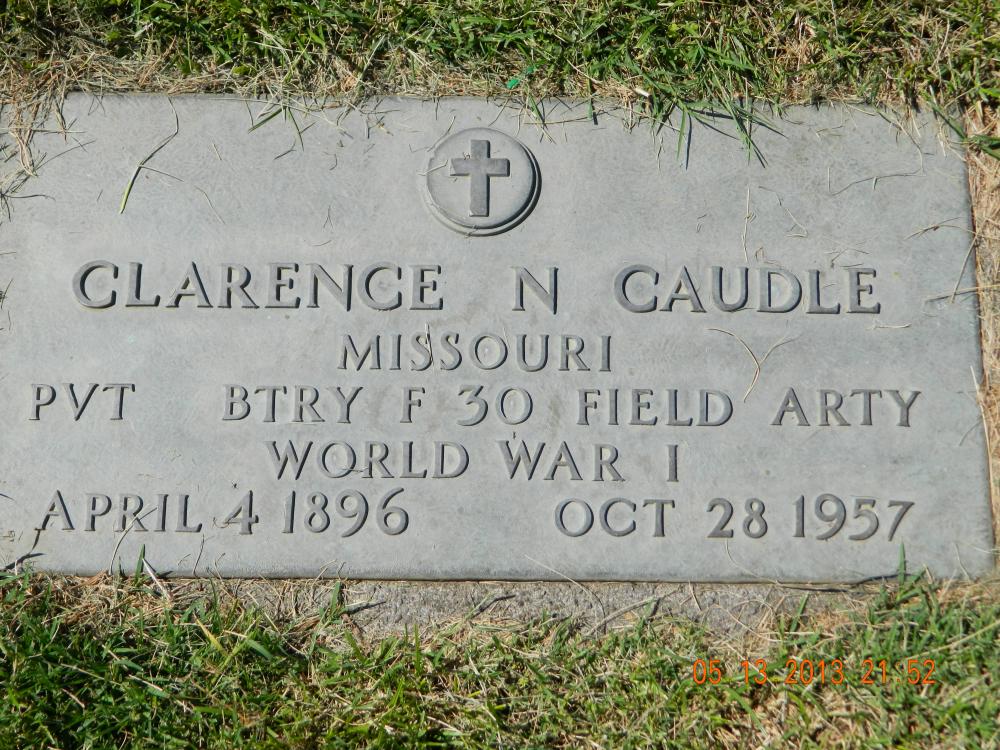 CLARENCE N CAUDLE
MISSOURI
PVT BTRY F 30 FIELD ARTY
WORLD WAR I
APRIL 4 1896 OCT 28 1957
05 13 2013 21:52